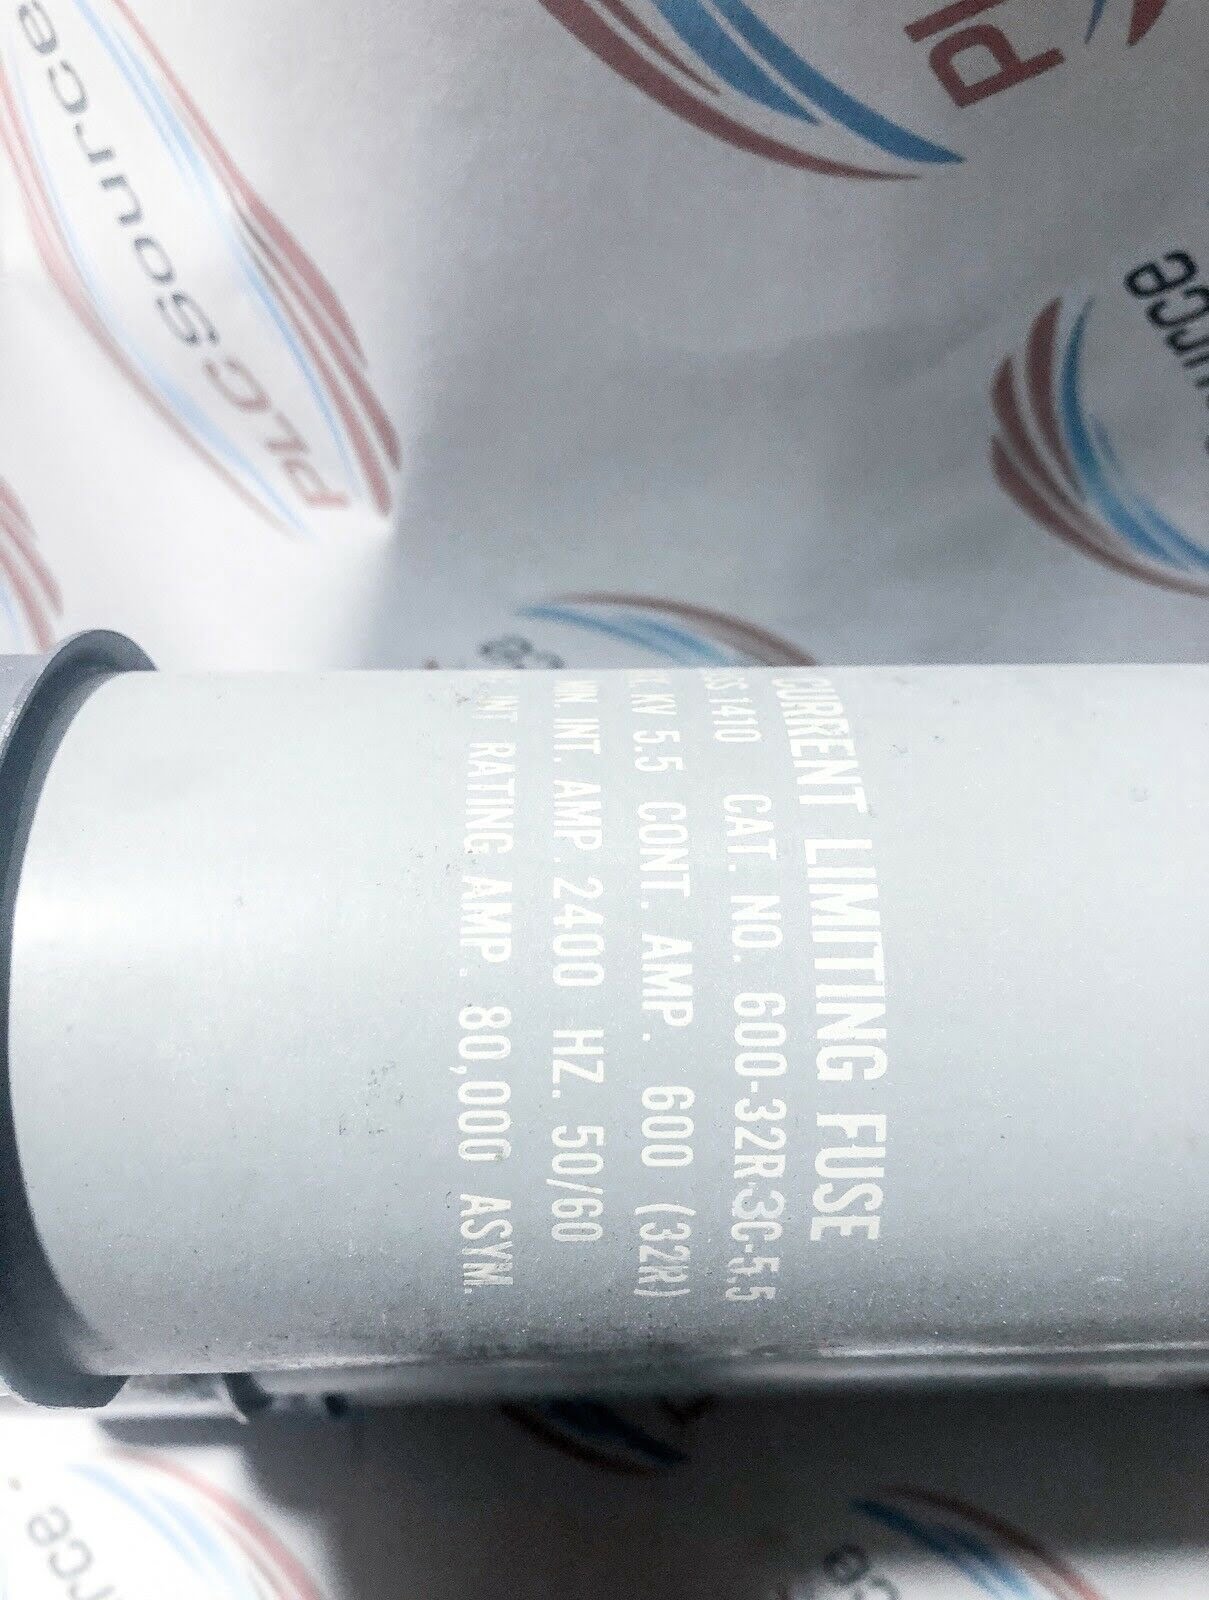 CURRENT LIMITING FUSE
1410 CAT. NO. 600-32R-3C-5.5
KV 5.5 CONT. AMP. 600 (32R)
MIN. INT. AMP. 2400 HZ. 50/60
INT RATING AMP. 80,000 ASYM.
PLCSource